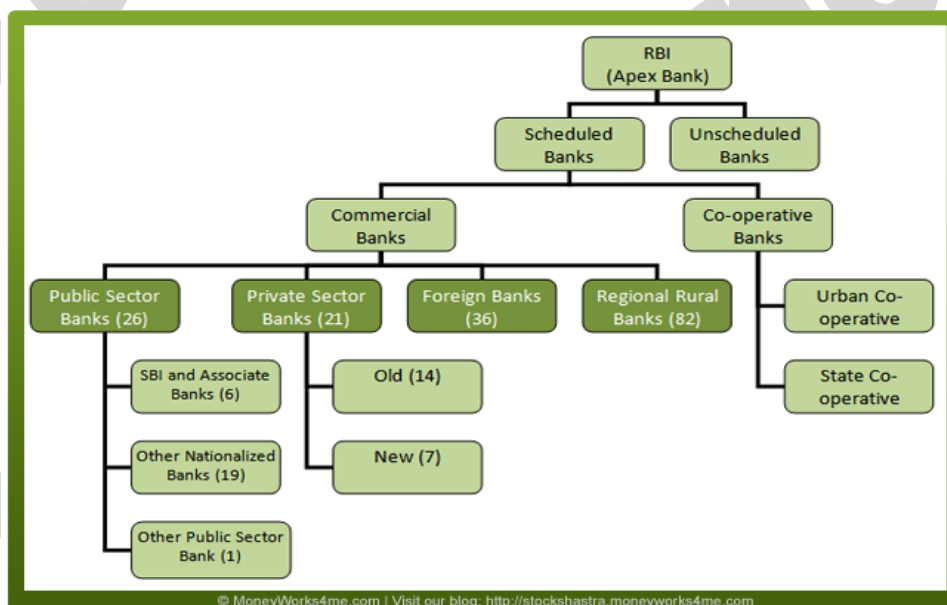 RBI
(Apex Bank)
Scheduled
Banks
Unscheduled
Banks
Commercial
Banks
Co-operative
Banks
Public Sector
Banks (26)
Private Sector
Banks (21)
Foreign Banks
(36)
Regional Rural
Banks (82)
SBI and Associate
Banks (6)
Other Nationalized
Banks (19)
Other Public Sector
Bank (1)
Old (14)
New (7)
Urban Co-
operative
State Co-
operative
© MoneyWorks4me.com | Visit our blog: http://stockshastra.moneyworks4me.com